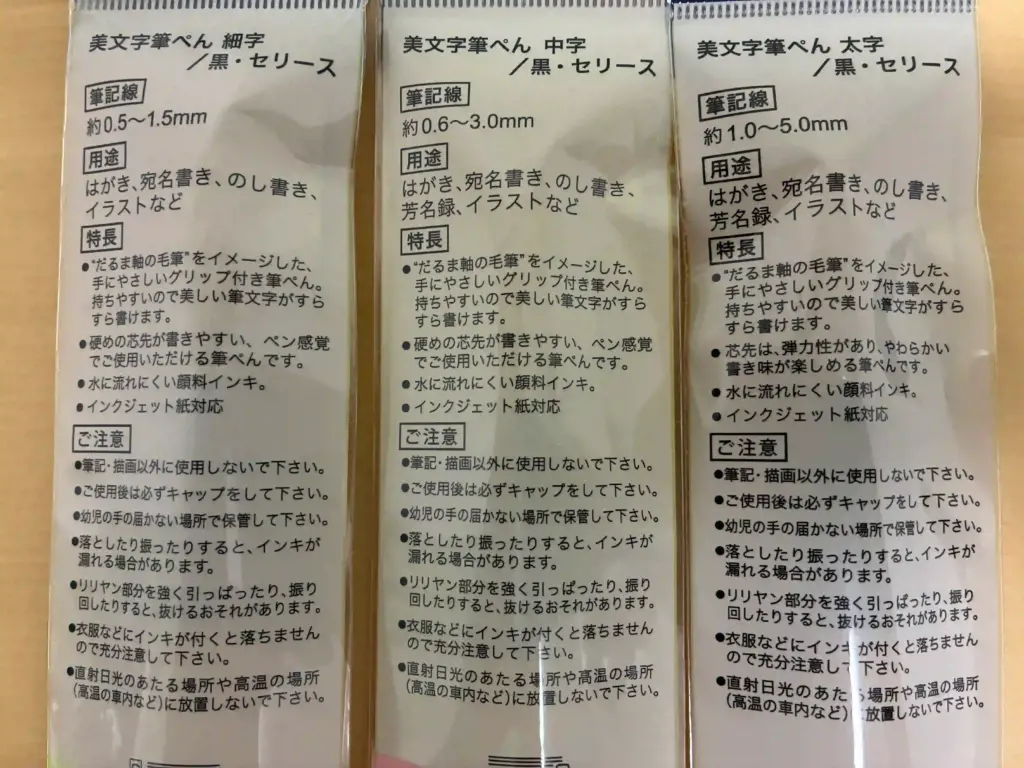 美文字筆ぺん 細字
／黒・セリース
筆記線
約0.5〜1.5mm
用途
はがき、宛名書き、のし書き、
イラストなど
特長
●“だるま軸の毛筆”をイメージした、
手にやさしいグリップ付き筆ぺん。
持ちやすいので美しい筆文字がすら
すら書けます。
●硬めの芯先が書きやすい、ペン感覚
でご使用いただける筆ぺんです。
●水に流れにくい顔料インキ。
●インクジェット紙対応
ご注意
●筆記・描画以外に使用しないで下さい。
●ご使用後は必ずキャップをして下さい。
●幼児の手の届かない場所で保管して下さい。
●落としたり振ったりすると、インキが
漏れる場合があります。
●リリヤン部分を強く引っぱったり、振り
回したりすると、抜けるおそれがあります。
●衣服などにインキが付くと落ちません
ので充分注意して下さい。
●直射日光のあたる場所や高温の場所
（高温の車内など）に放置しないで下さい。
美文字筆ぺん 中字
／黒・セリース
筆記線
約0.6〜3.0mm
用途
はがき、宛名書き、のし書き、
芳名録、イラストなど
特長
●“だるま軸の毛筆”をイメージした、
手にやさしいグリップ付き筆ぺん。
持ちやすいので美しい筆文字がすら
すら書けます。
●硬めの芯先が書きやすい、ペン感覚
でご使用いただける筆ぺんです。
●水に流れにくい顔料インキ。
●インクジェット紙対応
ご注意
●筆記・描画以外に使用しないで下さい。
●ご使用後は必ずキャップをして下さい。
●幼児の手の届かない場所で保管して下さい。
●落としたり振ったりすると、インキが
漏れる場合があります。
●リリヤン部分を強く引っぱったり、振り
回したりすると、抜けるおそれがあります。
●衣服などにインキが付くと落ちません
ので充分注意して下さい。
●直射日光のあたる場所や高温の場所
（高温の車内など）に放置しないで下さい。
美文字筆ぺん 太字
／黒・セリース
筆記線
約1.0〜5.0mm
用途
はがき、宛名書き、のし書き、
芳名録、イラストなど
特長
●“だるま軸の毛筆”をイメージした、
手にやさしいグリップ付き筆ぺん。
持ちやすいので美しい筆文字がすら
すら書けます。
●芯先は、弾力性があり、やわらかい
書き味が楽しめる筆ぺんです。
●水に流れにくい顔料インキ。
●インクジェット紙対応
ご注意
●筆記・描画以外に使用しないで下さい。
●ご使用後は必ずキャップをして下さい。
●幼児の手の届かない場所で保管して下さい。
●落としたり振ったりすると、インキが
漏れる場合があります。
●リリヤン部分を強く引っぱったり、振り
回したりすると、抜けるおそれがあります。
●衣服などにインキが付くと落ちません
ので充分注意して下さい。
●直射日光のあたる場所や高温の場所
（高温の車内など）に放置しないで下さい。